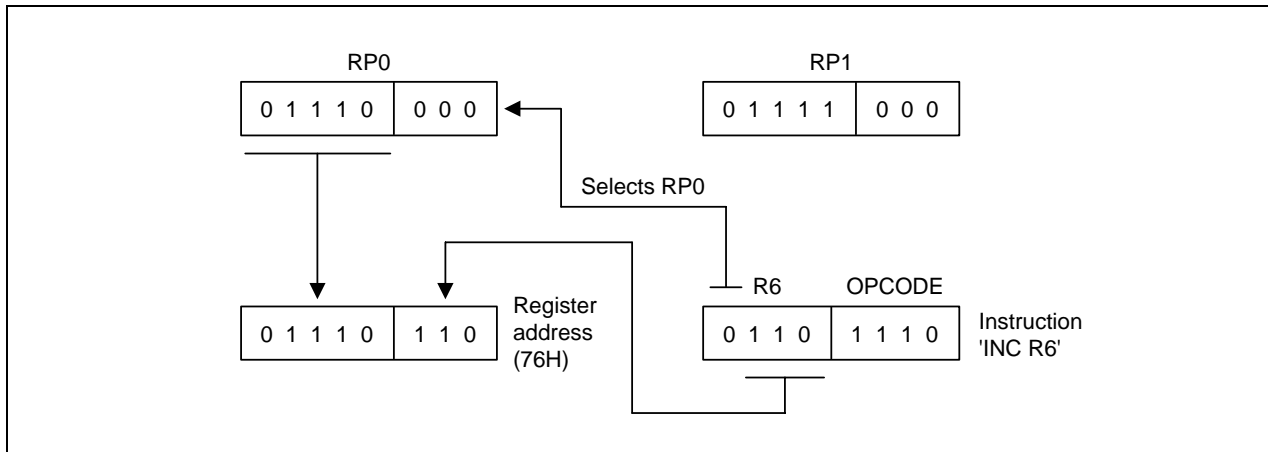 RP0
RP1
0 1 1 1 0 0 0 0
0 1 1 1 1 0 0 0
Selects RP0
R6
OPCODE
0 1 1 1 0 1 1 0
Register
address
(76H)
0 1 1 0 1 1 1 0
Instruction
'INC R6'